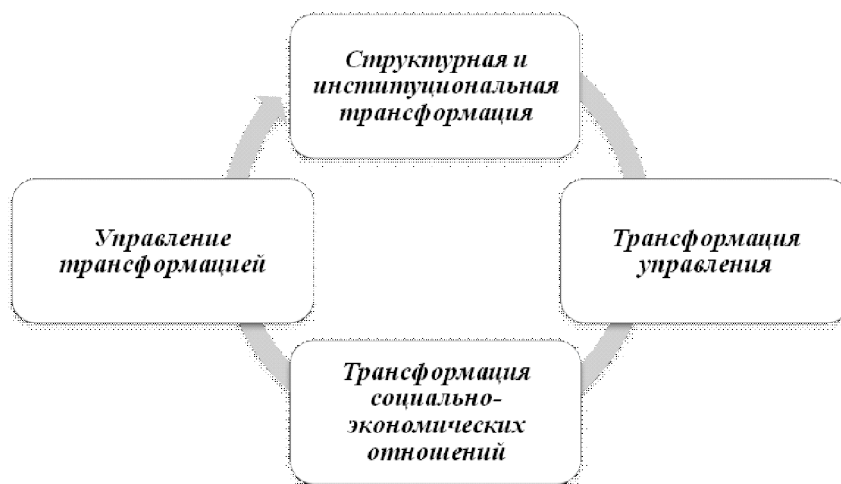 Структурная и
институциональная
трансформация
Управление
трансформацией
Трансформация
управления
Трансформация
социально-
экономических
отношений